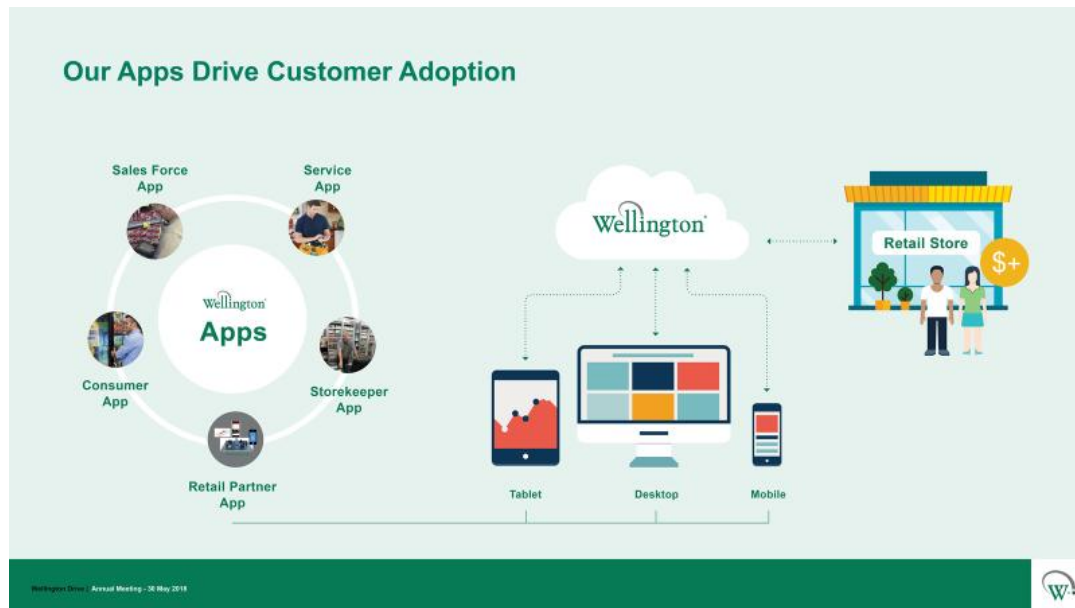 Our Apps Drive Customer Adoption
Sales Force
App
Service
App
Wellington
Apps
Consumer
App
Storekeeper
App
Retail Partner
App
Wellington
Retail Store
$+
Tablet
Desktop
Mobile
Wellington Drive | Annual Meeting - 30 May 2018
W